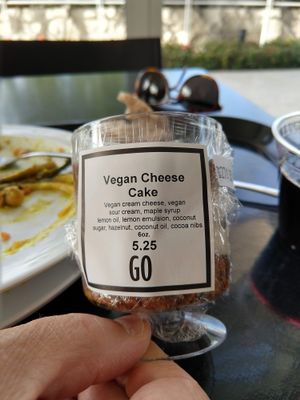 Vegan Cheese
Cake
Vegan cream cheese, vegan
sour cream, maple syrup
lemon oil, lemon emulsion, coconut
sugar, hazelnut, coconut oil, cocoa nibs
6oz.
5.25
GO